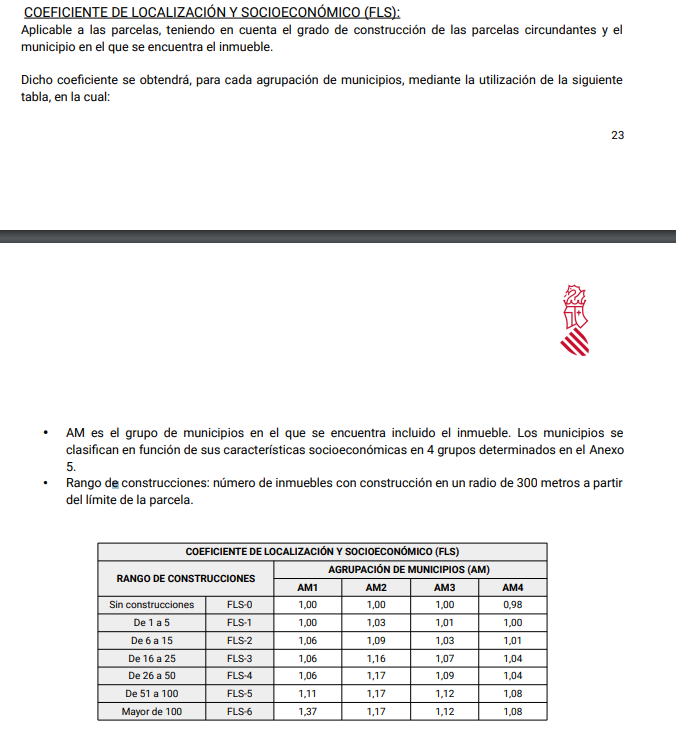 COEFICIENTE DE LOCALIZACIÓN Y SOCIOECONÓMICO (FLS):
Aplicable a las parcelas, teniendo en cuenta el grado de construcción de las parcelas circundantes y el
municipio en el que se encuentra el inmueble.
Dicho coeficiente se obtendrá, para cada agrupación de municipios, mediante la utilización de la siguiente
tabla, en la cual:
23
• AM es el grupo de municipios en el que se encuentra incluido el inmueble. Los municipios se
clasifican en función de sus características socioeconómicas en 4 grupos determinados en el Anexo
5.
• Rango de construcciones: número de inmuebles con construcción en un radio de 300 metros a partir
del límite de la parcela.
COEFICIENTE DE LOCALIZACIÓN Y SOCIOECONÓMICO (FLS)
RANGO DE CONSTRUCCIONES AGRUPACIÓN DE MUNICIPIOS (AM)
AM1 AM2 AM3 AM4
Sin construcciones FLS-0 1,00 1,00 1,00 0,98
De 1 a 5 FLS-1 1,00 1,03 1,01 1,00
De 6 a 15 FLS-2 1,06 1,09 1,03 1,01
De 16 a 25 FLS-3 1,06 1,16 1,07 1,04
De 26 a 50 FLS-4 1,06 1,17 1,09 1,04
De 51 a 100 FLS-5 1,11 1,17 1,12 1,08
Mayor de 100 FLS-6 1,37 1,17 1,12 1,08